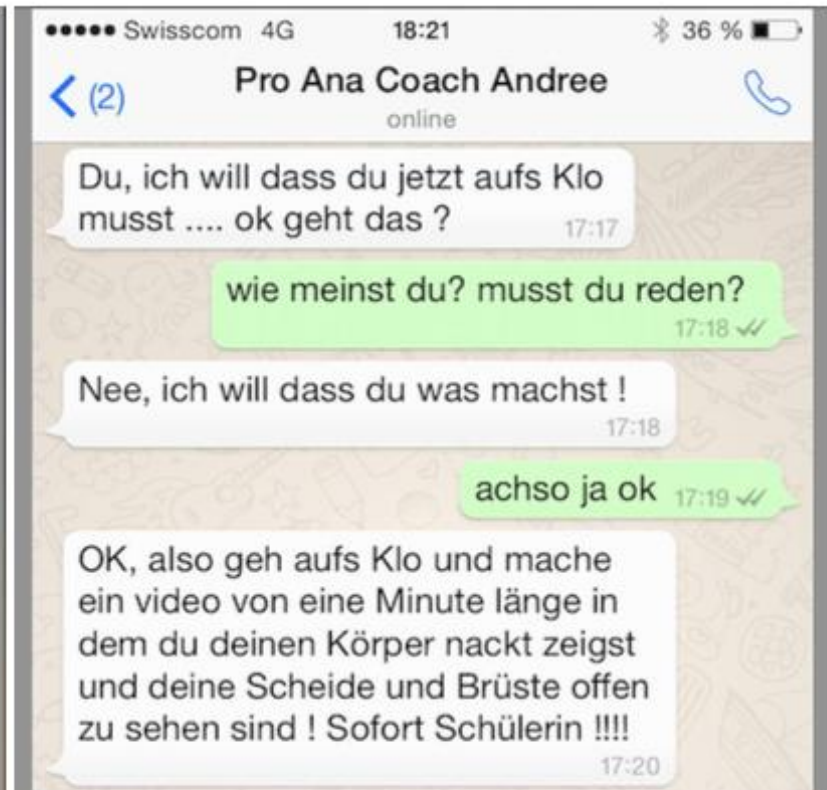 Swisscom 4G 18:21 36 %
(2) Pro Ana Coach Andree
online
Du, ich will dass du jetzt aufs Klo
musst .... ok geht das ? 17:17
wie meinst du? musst du reden?
17:18
Nee, ich will dass du was machst !
17:18
achso ja ok 17:19
OK, also geh aufs Klo und mache
ein video von eine Minute länge in
dem du deinen Körper nackt zeigst
und deine Scheide und Brüste offen
zu sehen sind ! Sofort Schülerin !!!!
17:20